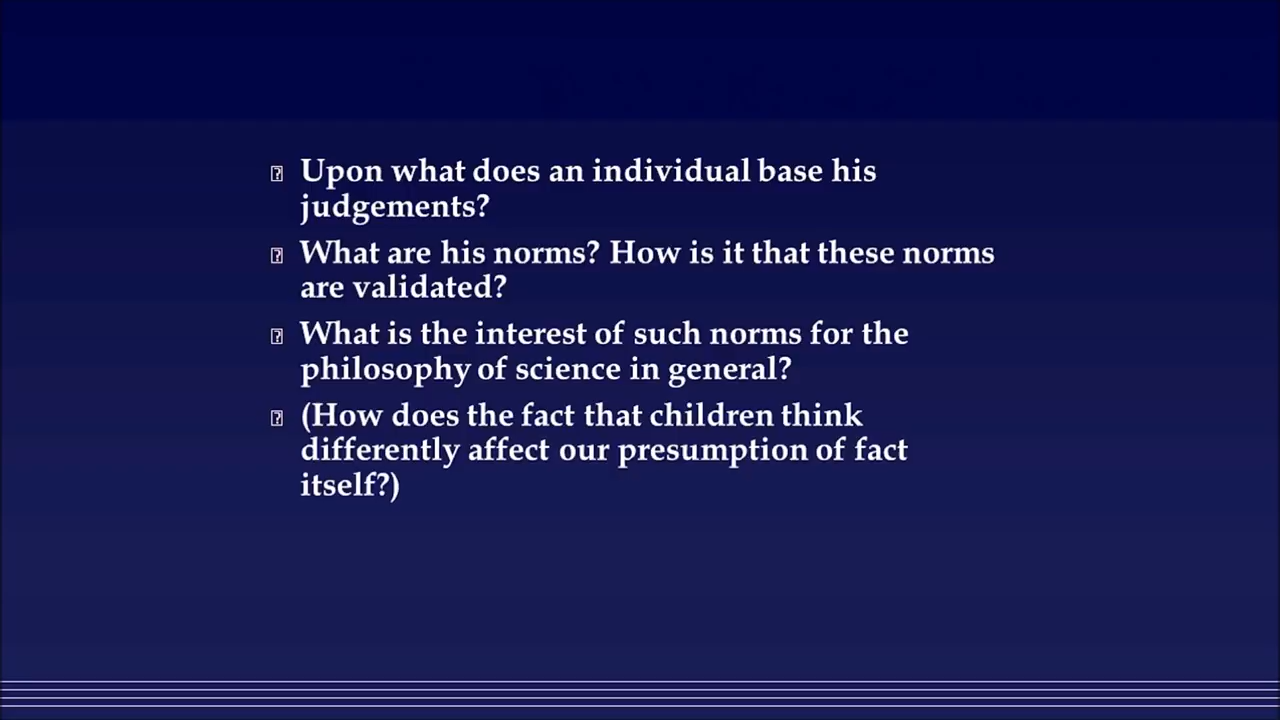 Upon what does an individual base his
judgements?
What are his norms? How is it that these norms
are validated?
What is the interest of such norms for the
philosophy of science in general?
(How does the fact that children think
differently affect our presumption of fact
itself?)